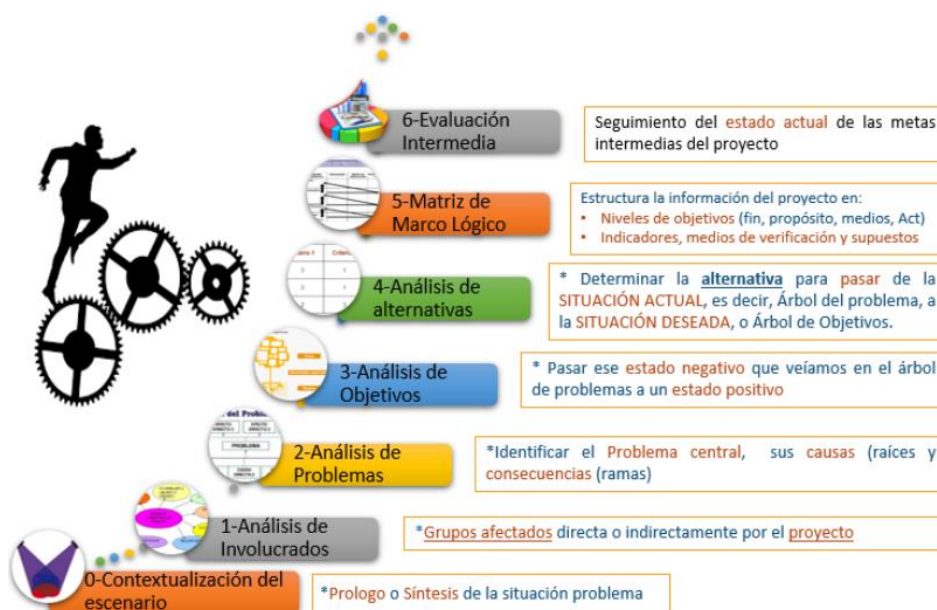 6-Evaluación
Intermedia
Seguimiento del estado actual de las metas
intermedias del proyecto
5-Matriz de
Marco Lógico
Estructura la información del proyecto en:
• Niveles de objetivos (fin, propósito, medios, Act)
• Indicadores, medios de verificación y supuestos
4-Análisis de
alternativas
* Determinar la alternativa para pasar de la
SITUACIÓN ACTUAL, es decir, Árbol del problema, a
la SITUACIÓN DESEADA, o Árbol de Objetivos.
3-Análisis de
Objetivos
* Pasar ese estado negativo que veíamos en el árbol
de problemas a un estado positivo
del Probl
PROBLEMA
2-Análisis de
Problemas
*Identificar el Problema central, sus causas (raíces y
consecuencias (ramas)
1-Análisis de
Involucrados
*Grupos afectados directa o indirectamente por el proyecto
0-Contextualización del
escenario
*Prologo o Síntesis de la situación problema